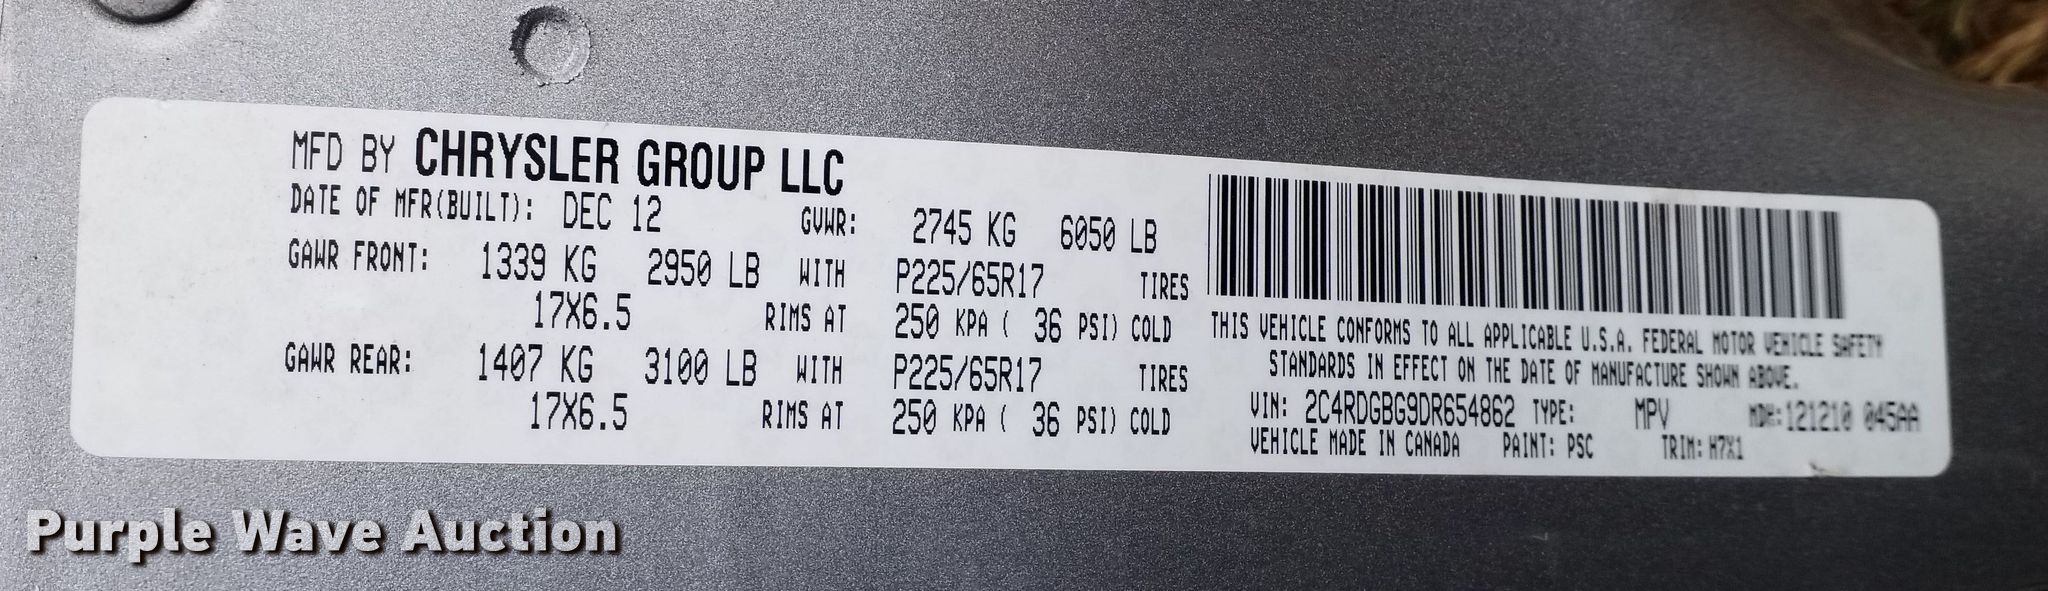 MFD BY CHRYSLER GROUP LLC
DATE OF MFR(BUILT): DEC 12 GVWR: 2745 KG 6050 LB
GAWR FRONT: 1339 KG 2950 LB WITH P225/65R17 TIRES
17X6.5 RIMS AT 250 KPA ( 36 PSI) COLD
GAWR REAR: 1407 KG 3100 LB WITH P225/65R17 TIRES
17X6.5 RIMS AT 250 KPA ( 36 PSI) COLD
THIS VEHICLE CONFORMS TO ALL APPLICABLE U.S.A. FEDERAL MOTOR VEHICLE SAFETY
STANDARDS IN EFFECT ON THE DATE OF MANUFACTURE SHOWN ABOVE.
VIN: 2C4RDGBG9DR654862 TYPE: MPV MDH: 121210 045AA
VEHICLE MADE IN CANADA PAINT: PSC TRIM: H7X1
Purple Wave Auction